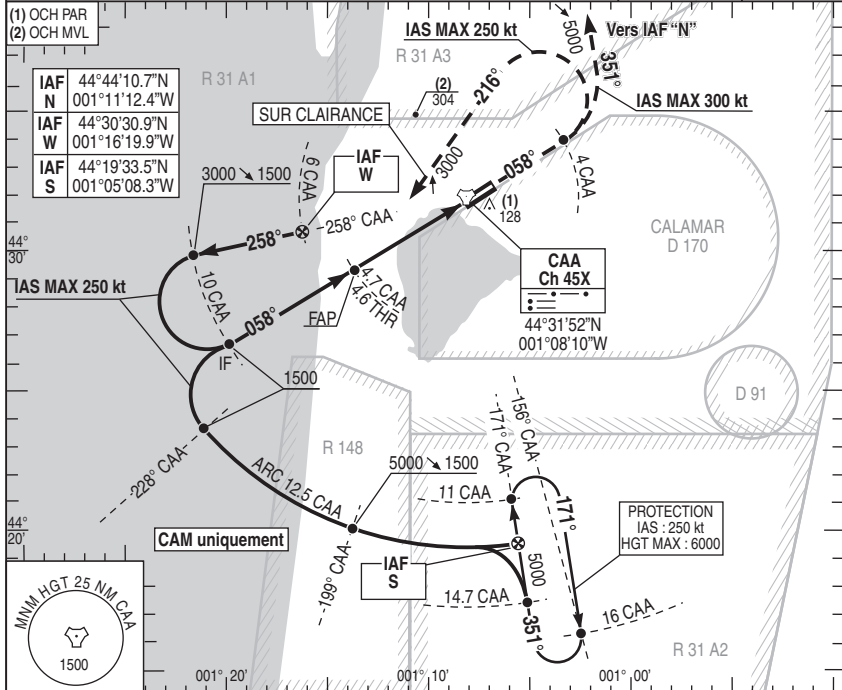 (1) OCH PAR
(2) OCH MVL
IAF N 44°44'10.7"N 001°11'12.4"W
IAF W 44°30'30.9"N 001°16'19.9"W
IAF S 44°19'33.5"N 001°05'08.3"W
R 31 A1
R 31 A3
IAS MAX 250 kt
5000
Vers IAF "N"
351°
IAS MAX 300 kt
216°
(2)
304
SUR CLAIRANCE
3000
058°
4 CAA
IAF
W
6 CAA
3000 ↘ 1500
258° CAA
258°
(1)
128
CALAMAR
D 170
44°
30'
IAS MAX 250 kt
10 CAA
058°
4.7 CAA
4.6 THR
FAP
CAA
Ch 45X
44°31'52"N
001°08'10"W
IF
1500
D 91
228° CAA
R 148
171° CAA
156° CAA
ARC 12.5 CAA
5000 ↘ 1500
11 CAA
171°
PROTECTION
IAS : 250 kt
HGT MAX : 6000
44°
20'
CAM uniquement
199° CAA
IAF
S
5000
14.7 CAA
351°
16 CAA
MNM HGT 25 NM CAA
1500
R 31 A2
001° 20'
001° 10'
001° 00'